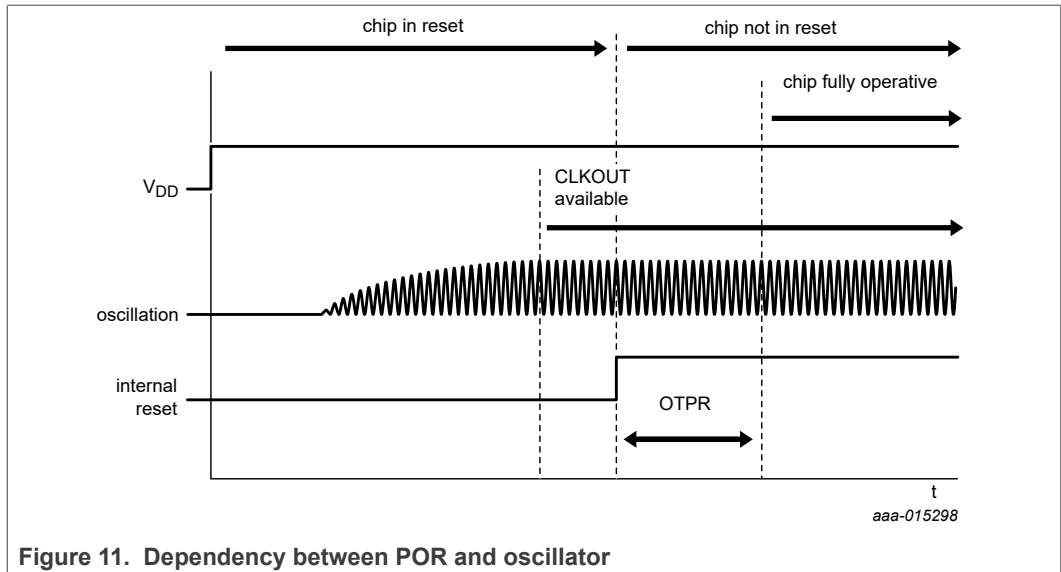 chip in reset
chip not in reset
chip fully operative
VDD
CLKOUT
available
oscillation
internal
reset
OTPR
t
aaa-015298
Figure 11. Dependency between POR and oscillator